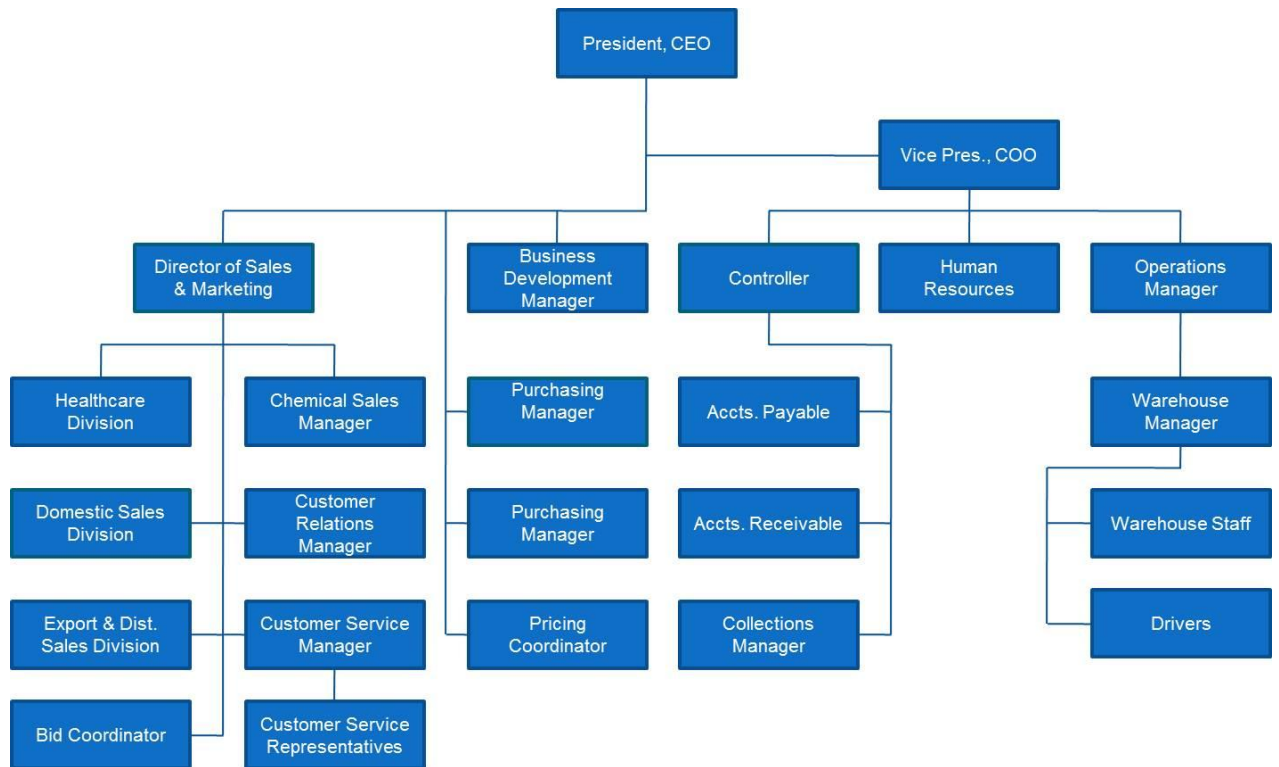 President, CEO
Vice Pres., COO
Director of Sales
& Marketing
Business
Development
Manager
Controller
Human
Resources
Operations
Manager
Healthcare
Division
Chemical Sales
Manager
Purchasing
Manager
Accts. Payable
Warehouse
Manager
Domestic Sales
Division
Customer
Relations
Manager
Purchasing
Manager
Accts. Receivable
Warehouse Staff
Export & Dist.
Sales Division
Customer Service
Manager
Pricing
Coordinator
Collections
Manager
Drivers
Bid Coordinator
Customer Service
Representatives